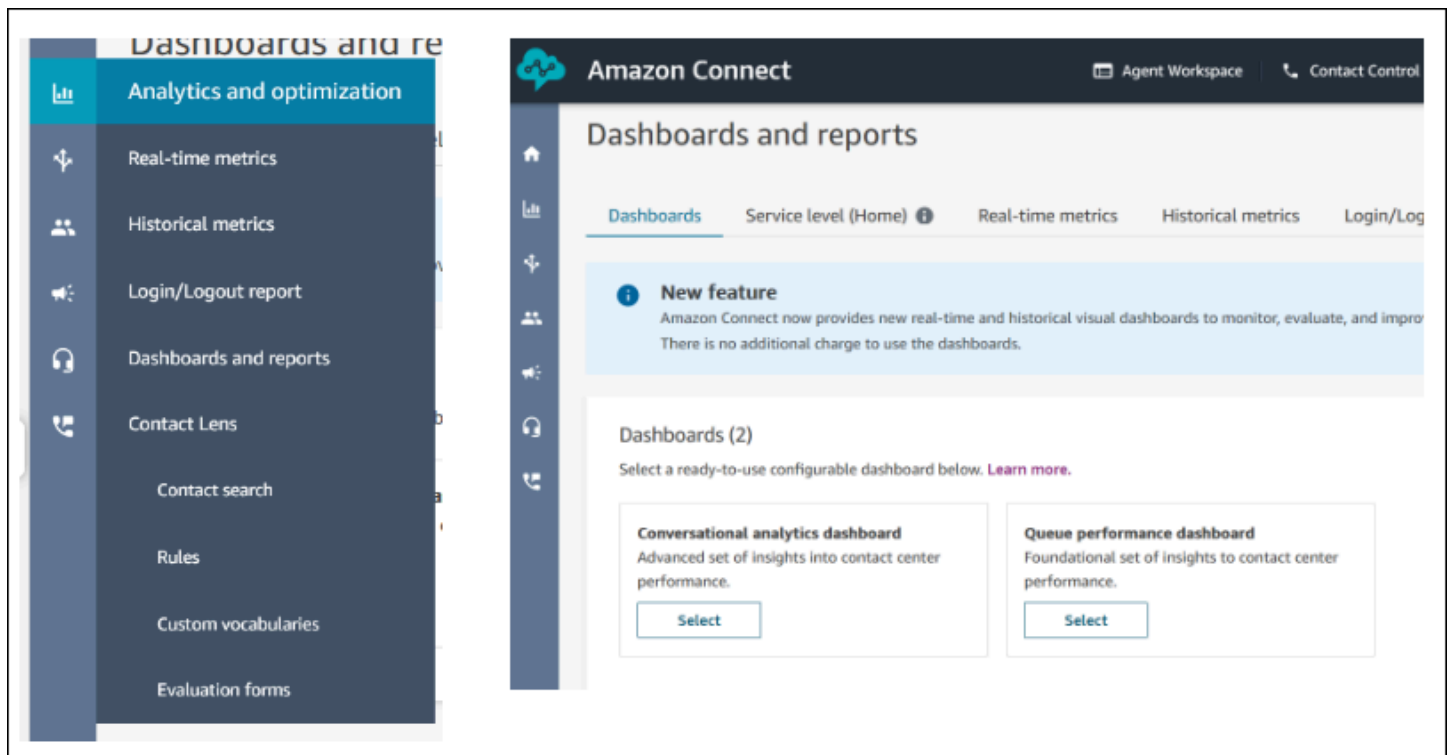 Dashboards and re
Analytics and optimization
Real-time metrics
Historical metrics
Login/Logout report
Dashboards and reports
Contact Lens
Contact search
Rules
Custom vocabularies
Evaluation forms
Amazon Connect
Agent Workspace
Contact Control
Dashboards and reports
Dashboards
Service level (Home)
Real-time metrics
Historical metrics
Login/Log
New feature
Amazon Connect now provides new real-time and historical visual dashboards to monitor, evaluate, and impro
There is no additional charge to use the dashboards.
Dashboards (2)
Select a ready-to-use configurable dashboard below. Learn more.
Conversational analytics dashboard
Advanced set of insights into contact center
performance.
Select
Queue performance dashboard
Foundational set of insights to contact center
performance.
Select